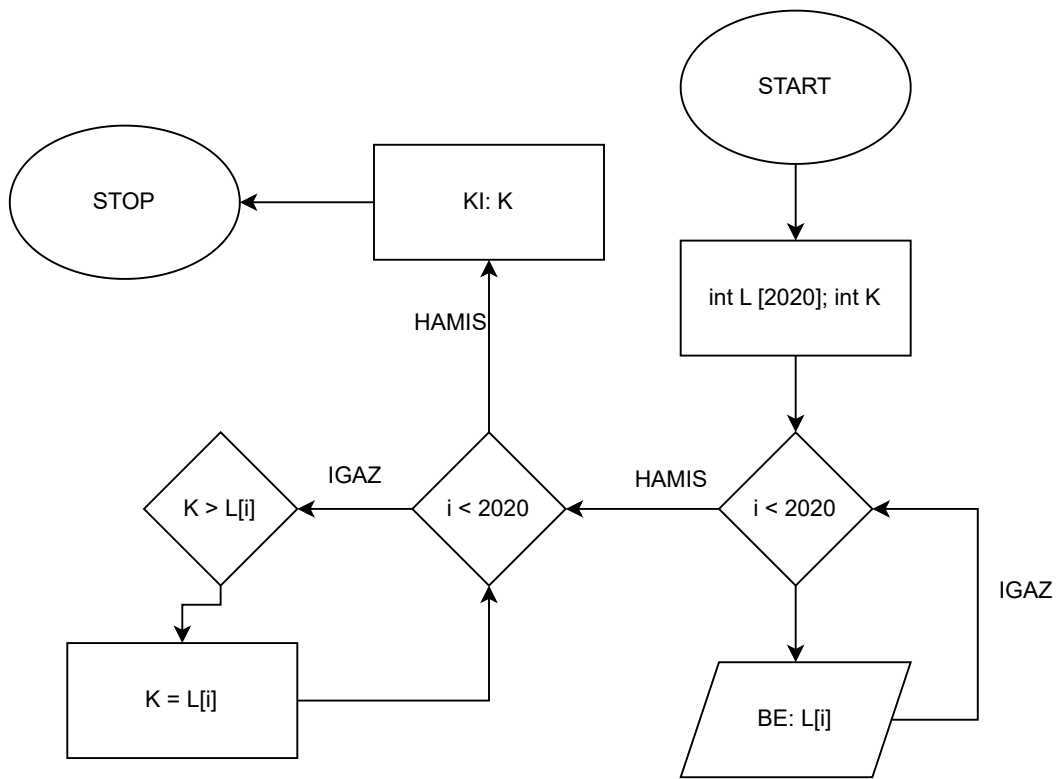 START
int L [2020]; int K
i < 2020
IGAZ
BE: L[i]
HAMIS
i < 2020
IGAZ
K > L[i]
K = L[i]
HAMIS
KI: K
STOP